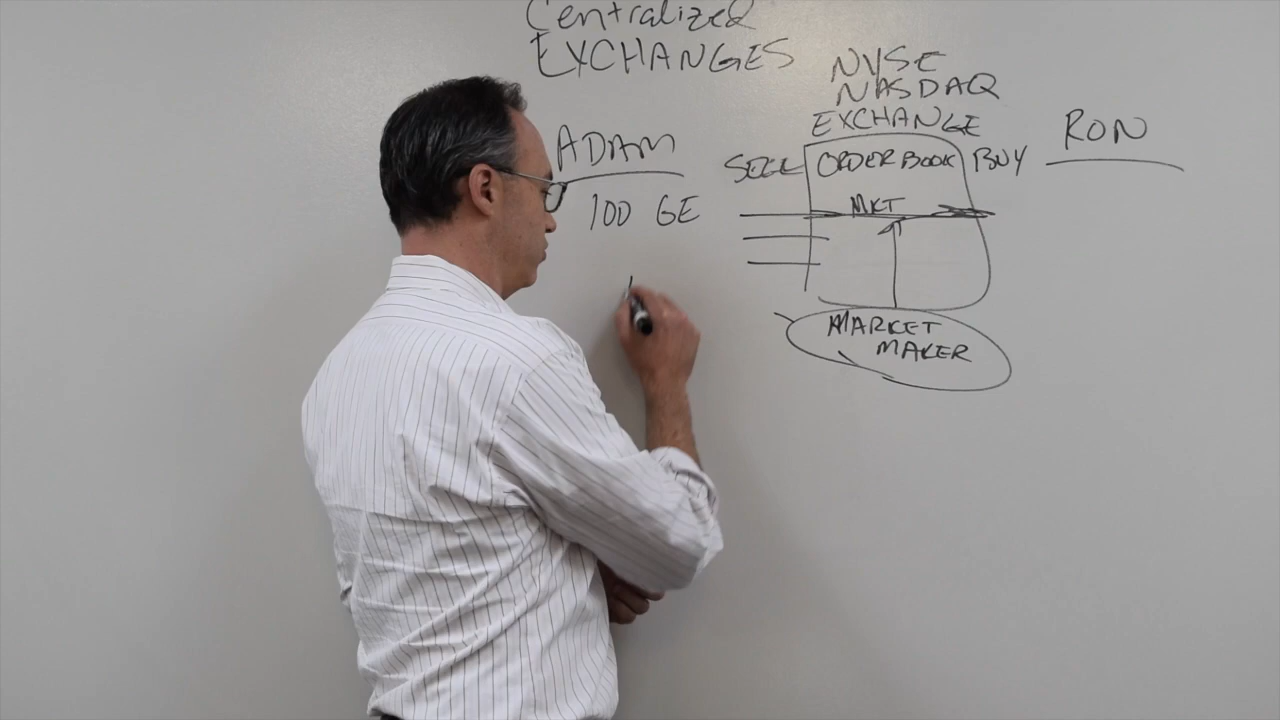 Centralized
EXCHANGES
NYSE
NASDAQ
EXCHANGE
ADAM
RON
SELL
ORDER BOOK
BUY
100 GE
MKT
MARKET
MAKER